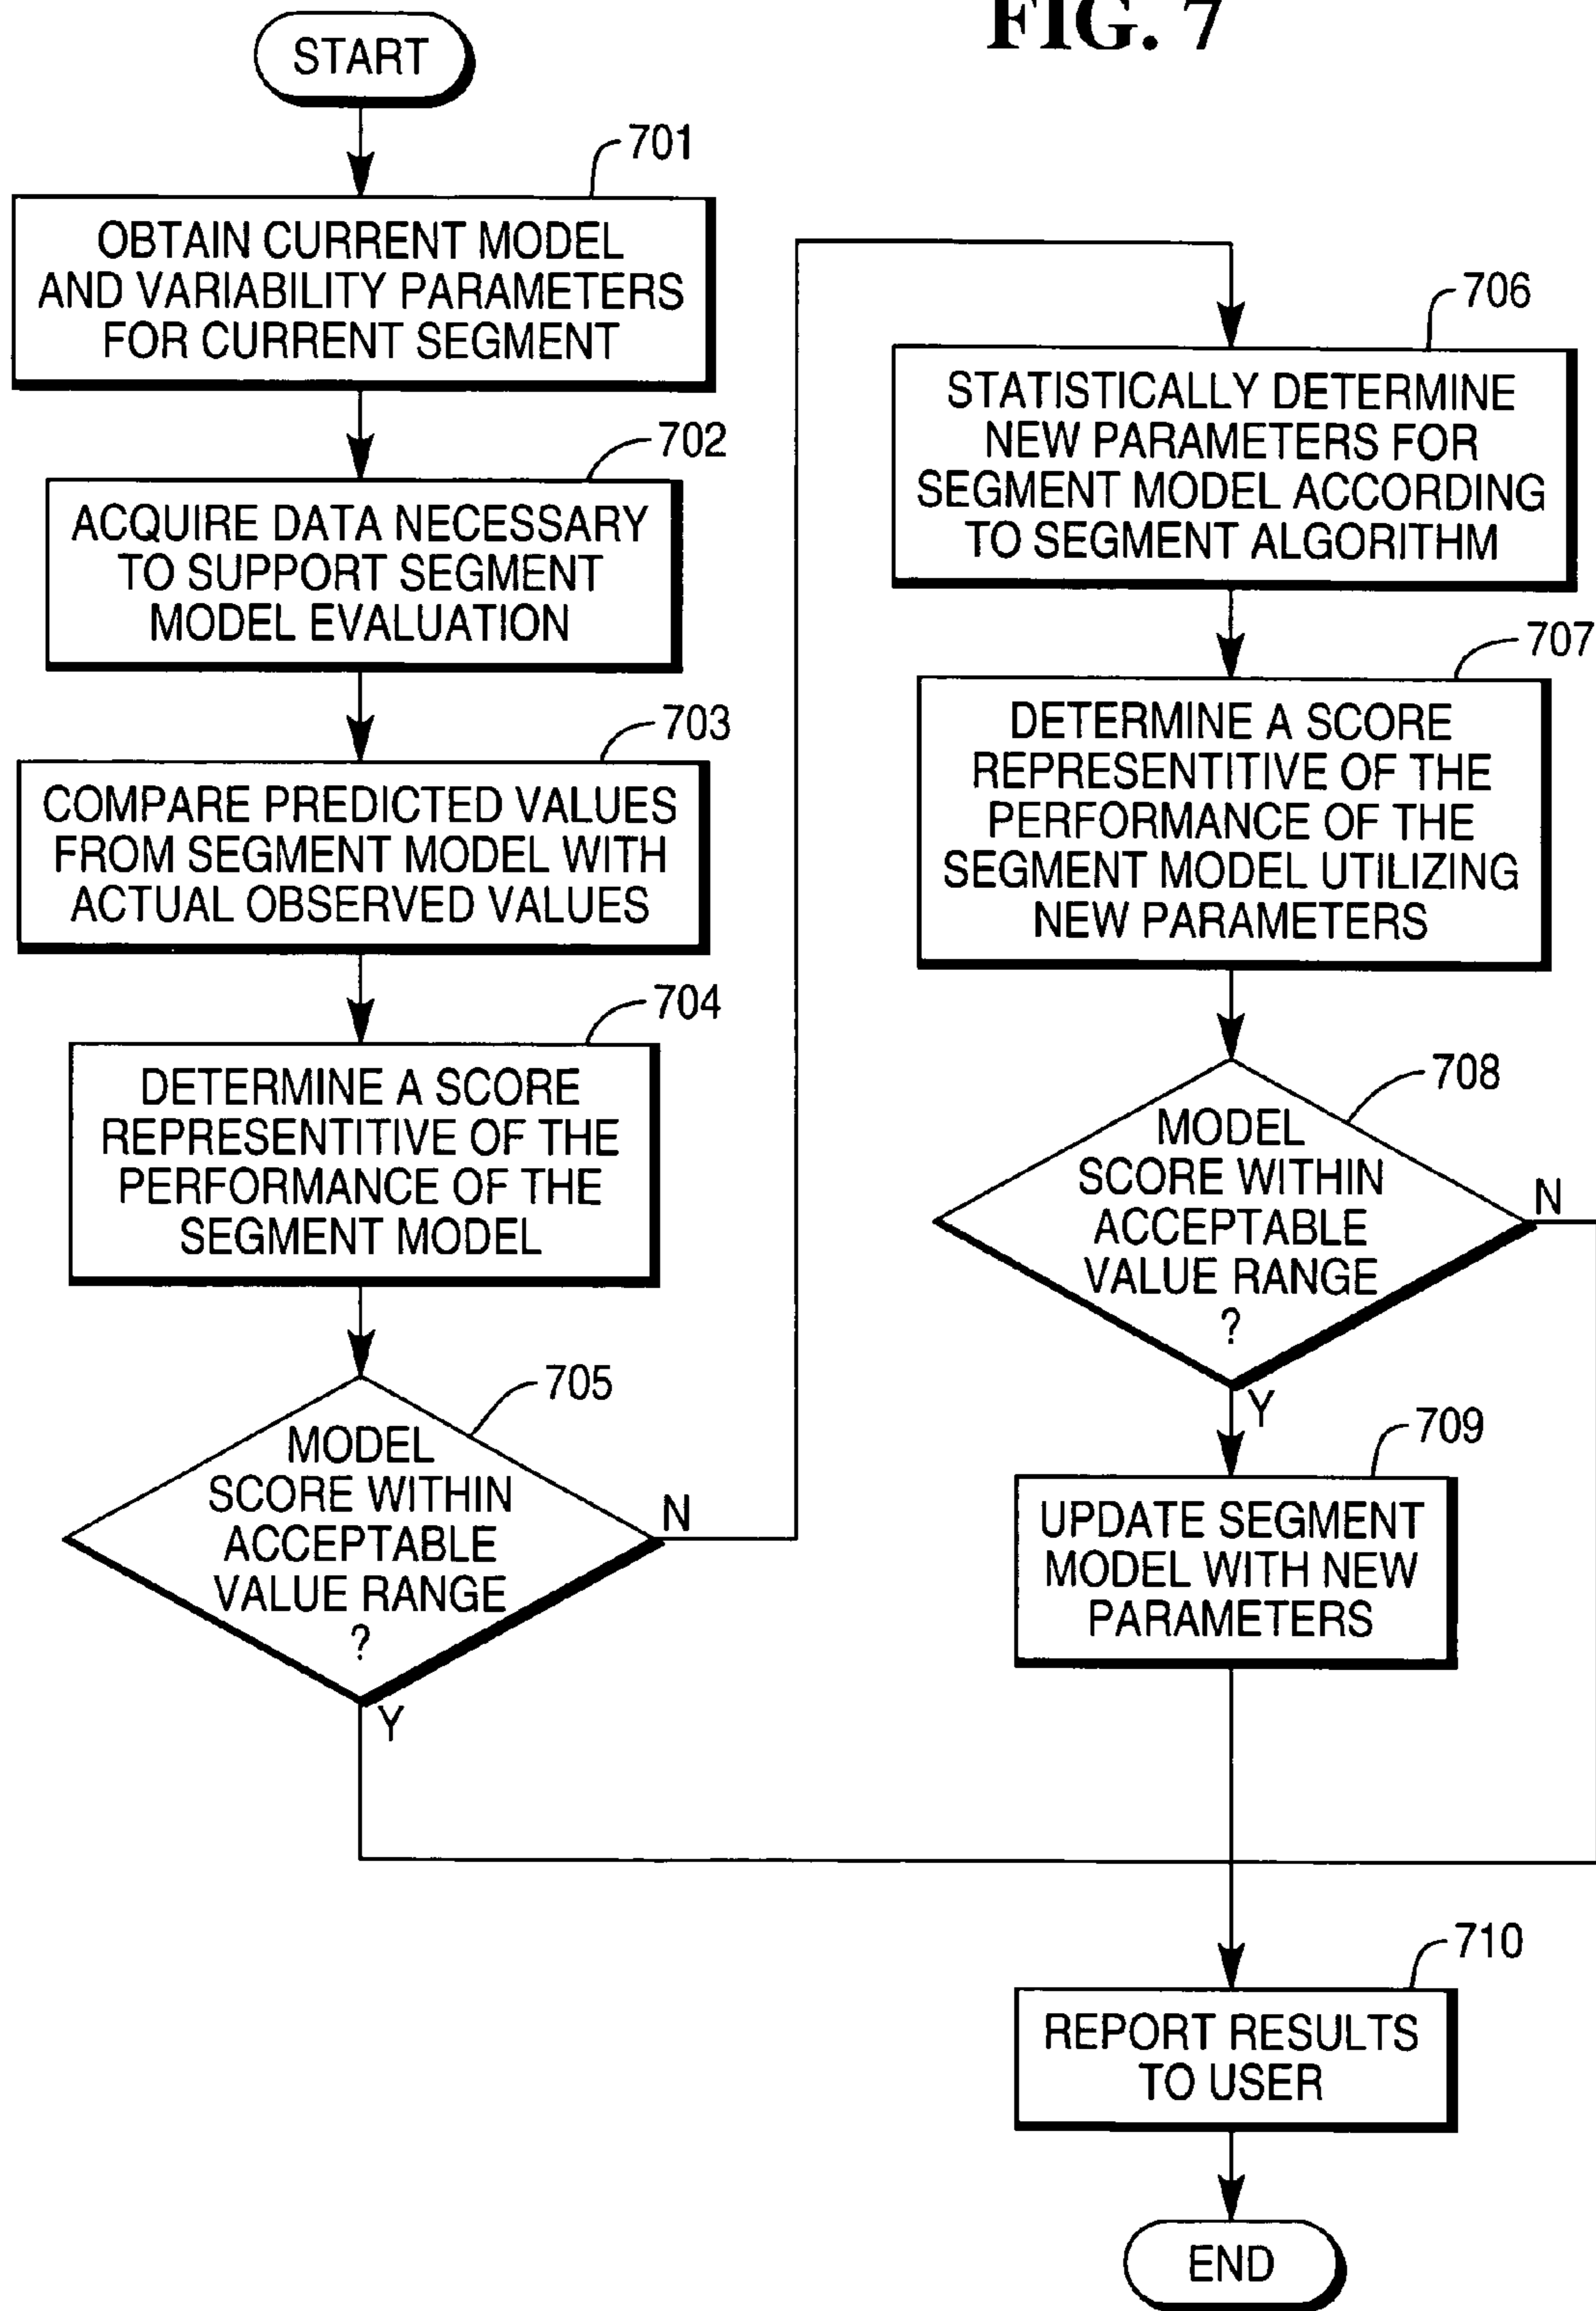 FIG. 7
START
701
OBTAIN CURRENT MODEL
AND VARIABILITY PARAMETERS
FOR CURRENT SEGMENT
702
ACQUIRE DATA NECESSARY
TO SUPPORT SEGMENT
MODEL EVALUATION
703
COMPARE PREDICTED VALUES
FROM SEGMENT MODEL WITH
ACTUAL OBSERVED VALUES
704
DETERMINE A SCORE
REPRESENTITIVE OF THE
PERFORMANCE OF THE
SEGMENT MODEL
705
MODEL
SCORE WITHIN
ACCEPTABLE
VALUE RANGE
?
N
Y
706
STATISTICALLY DETERMINE
NEW PARAMETERS FOR
SEGMENT MODEL ACCORDING
TO SEGMENT ALGORITHM
707
DETERMINE A SCORE
REPRESENTITIVE OF THE
PERFORMANCE OF THE
SEGMENT MODEL UTILIZING
NEW PARAMETERS
708
MODEL
SCORE WITHIN
ACCEPTABLE
VALUE RANGE
?
N
Y
709
UPDATE SEGMENT
MODEL WITH NEW
PARAMETERS
710
REPORT RESULTS
TO USER
END